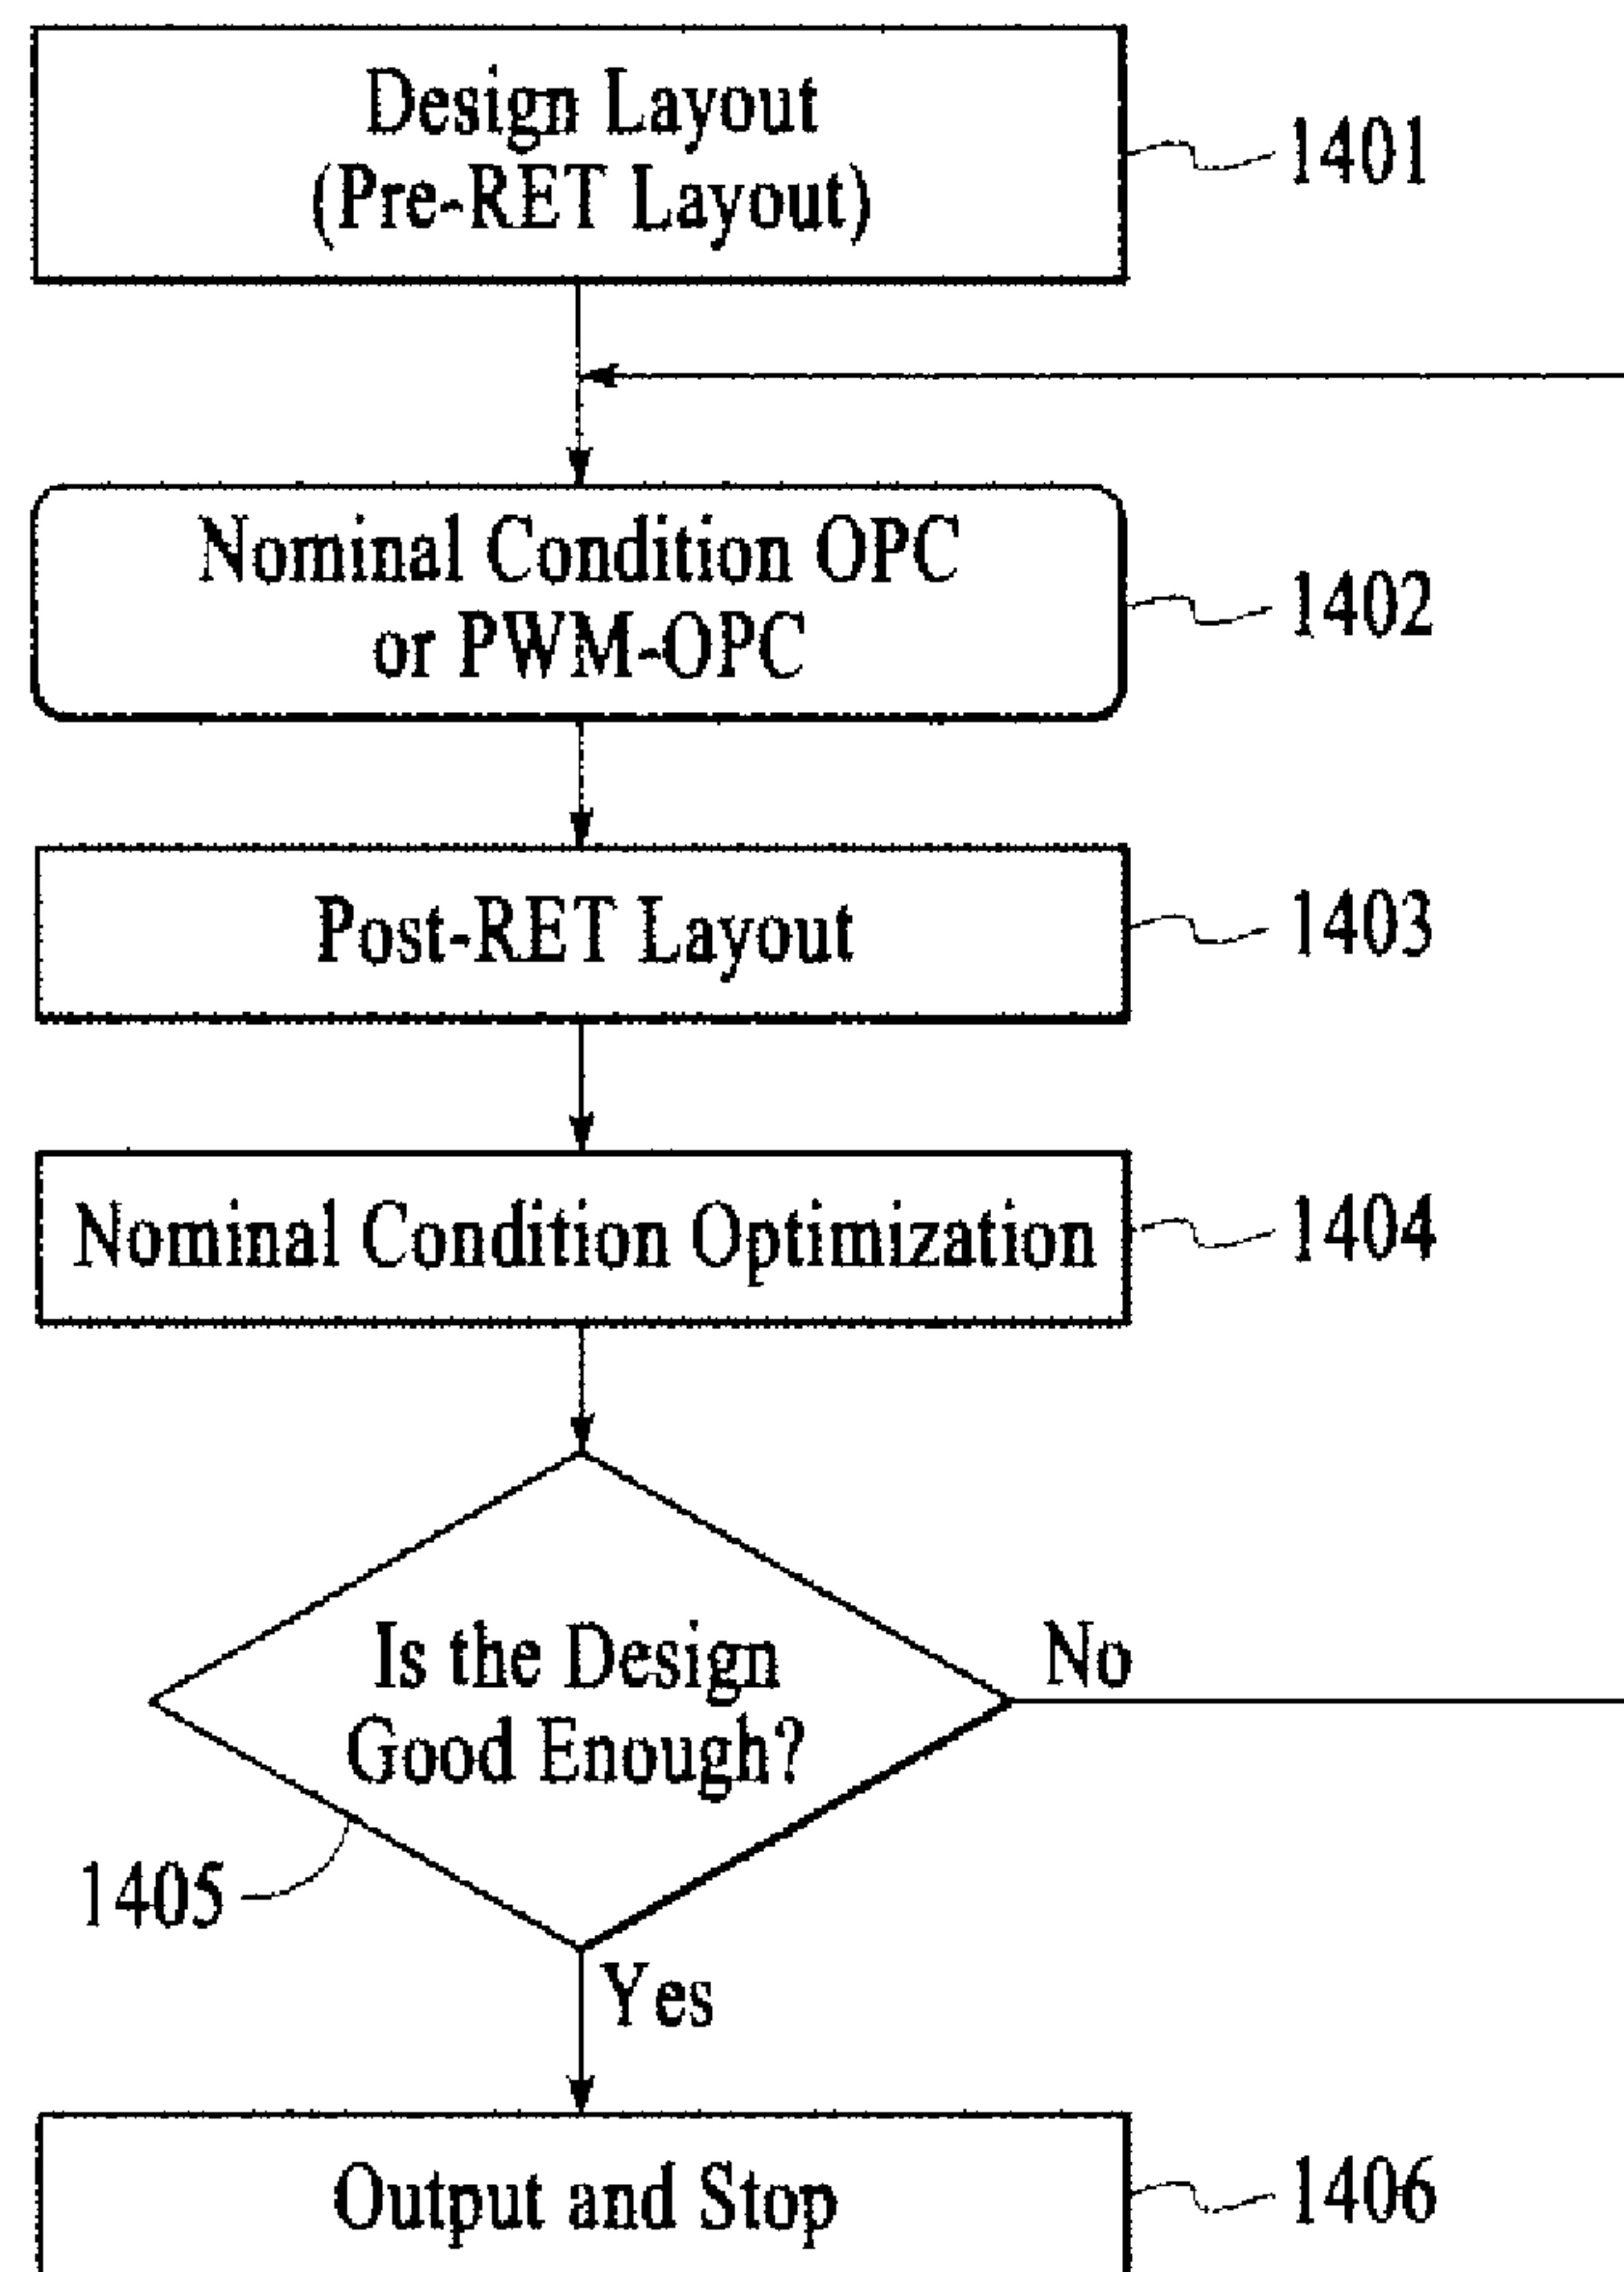 Design Layout
(Pre-RET Layout)
1401
Nominal Condition OPC
or PWM-OPC
1402
Post-RET Layout
1403
Nominal Condition Optimization
1404
Is the Design
Good Enough?
No
1405
Yes
Output and Stop
1406